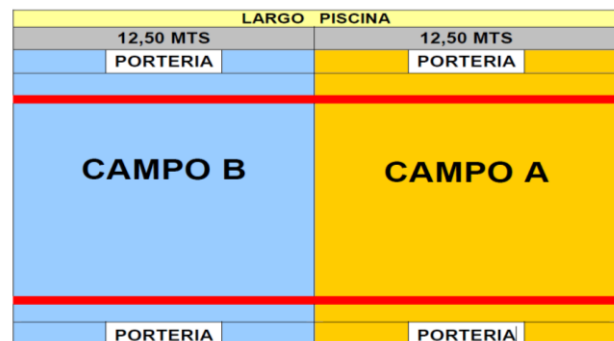 LARGO PISCINA
12,50 MTS 12,50 MTS
PORTERIA PORTERIA
CAMPO B CAMPO A
PORTERIA PORTERIA